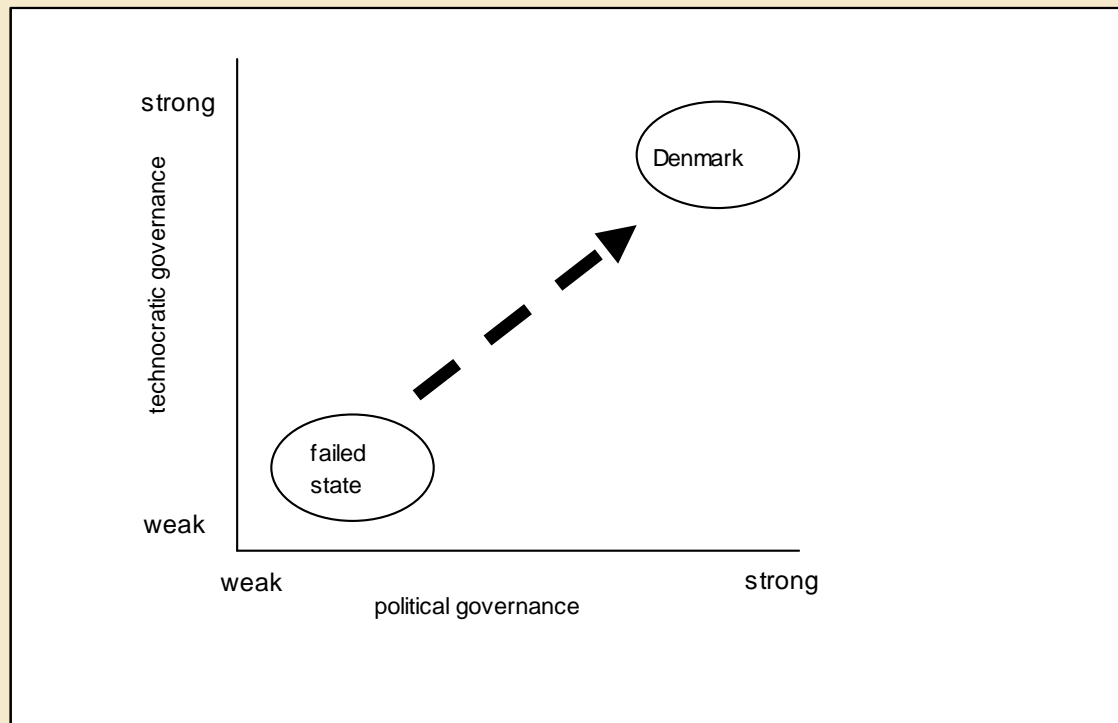 strong
technocratic governance
Denmark
failed
state
weak
weak
strong
political governance